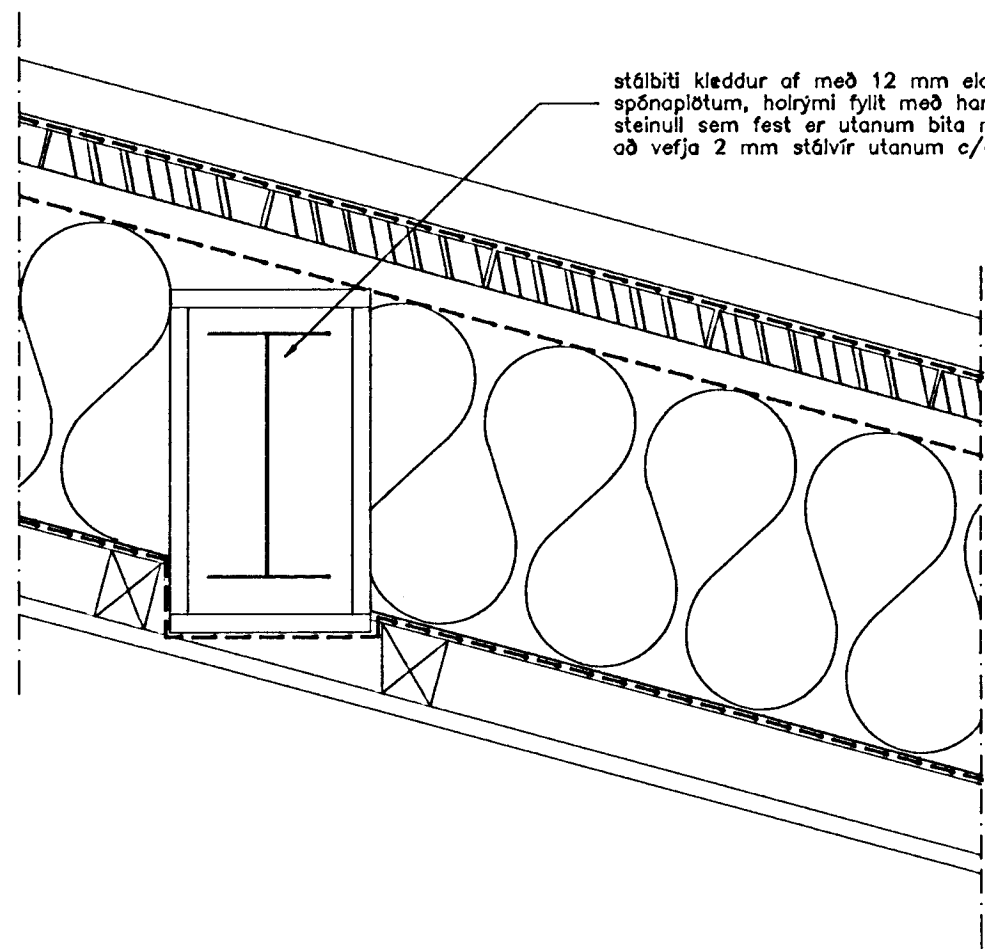 stálbiti klæddur af með 12 mm
spónaplötum, holrými fyllt með
steinull sem fest er utanum bita
að vefja 2 mm stálvír utanum